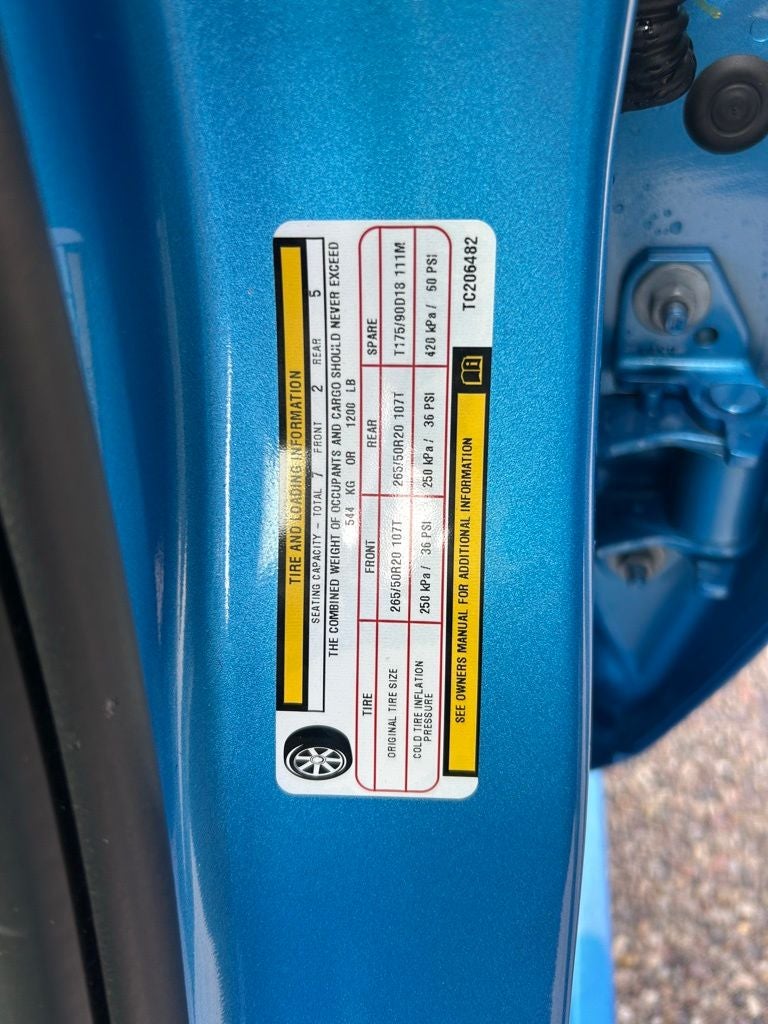 TIRE AND LOADING INFORMATION
SEATING CAPACITY – TOTAL 7 FRONT 2 REAR 5
THE COMBINED WEIGHT OF OCCUPANTS AND CARGO SHOULD NEVER EXCEED
544 KG OR 1200 LB
TIRE FRONT REAR SPARE
ORIGINAL TIRE SIZE 265/50R20 107T 265/50R20 107T T175/90D18 111M
COLD TIRE INFLATION PRESSURE 250 kPa / 36 PSI 250 kPa / 36 PSI 420 kPa / 60 PSI
SEE OWNERS MANUAL FOR ADDITIONAL INFORMATION
TC206482